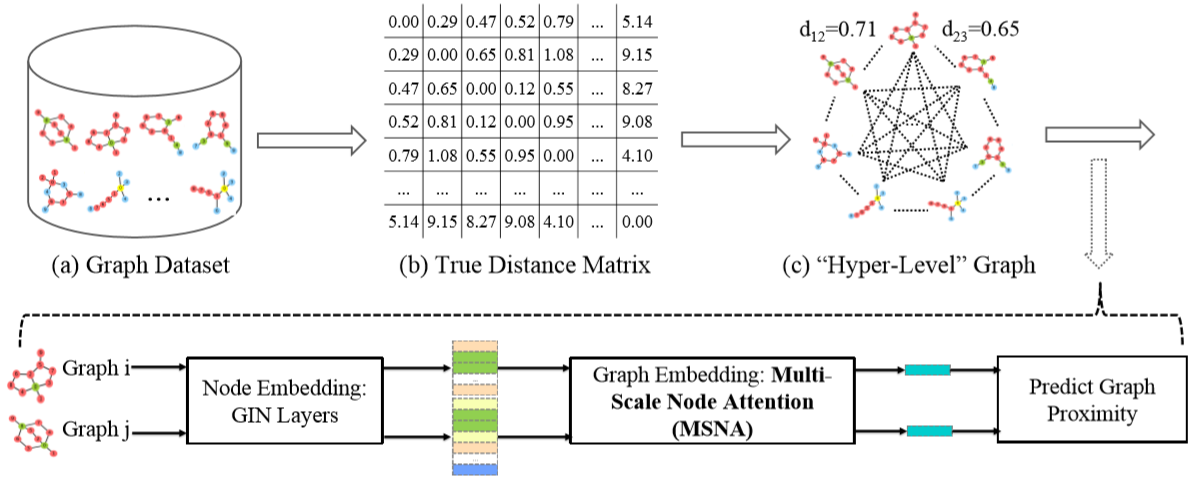 0.00 0.29 0.47 0.52 0.79 ... 5.14
0.29 0.00 0.65 0.81 1.08 ... 9.15
0.47 0.65 0.00 0.12 0.55 ... 8.27
0.52 0.81 0.12 0.00 0.95 ... 9.08
0.79 1.08 0.55 0.95 0.00 ... 4.10
... ... ... ... ... ... ...
5.14 9.15 8.27 9.08 4.10 ... 0.00
d12=0.71 d23=0.65
...
(a) Graph Dataset
(b) True Distance Matrix
(c) “Hyper-Level” Graph
Graph i
Graph j
Node Embedding:
GIN Layers
...
...
Graph Embedding: Multi-
Scale Node Attention
(MSNA)
Predict Graph
Proximity